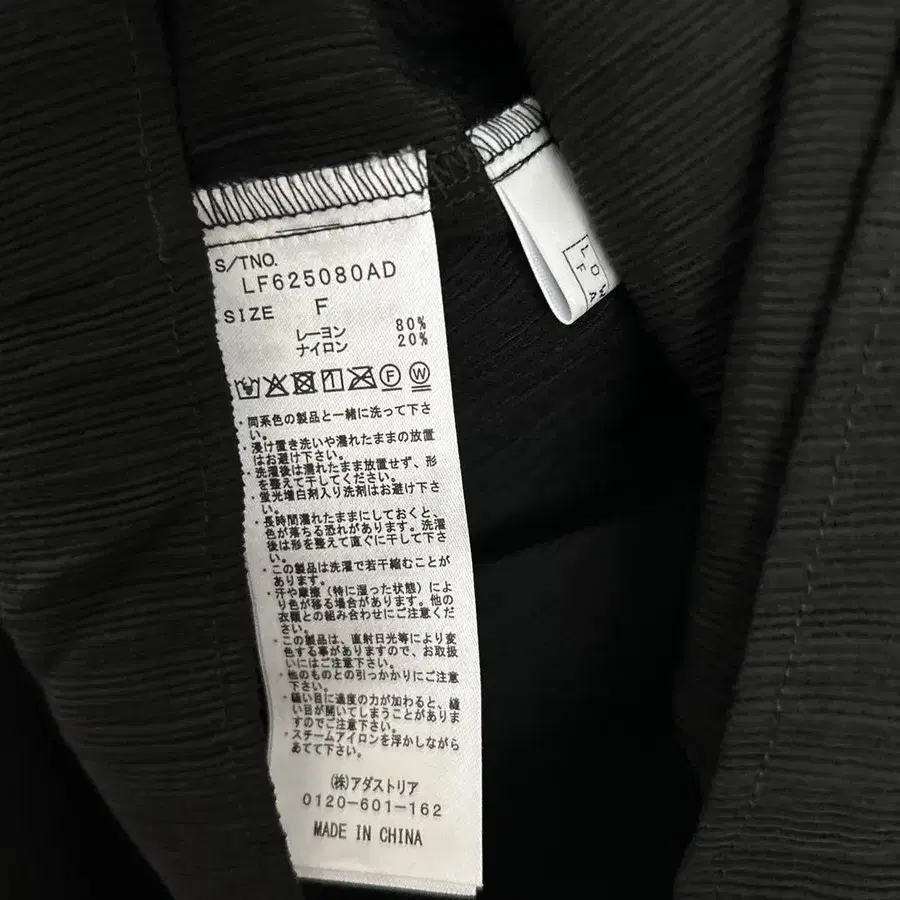 S/TNO.
LF625080AD
SIZE F
レーヨン 80%
ナイロン 20%
F W
・同系色の製品と一緒に洗って下さ
い。
・浸け置き洗いや濡れたままの放置
はお避け下さい。
・洗濯後は濡れたまま放置せず、形
を整えて干してください。
・蛍光増白剤入り洗剤はお避け下さ
い。
・長時間濡れたままにしておくと、
色が落ちる恐れがあります。洗濯
後は形を整えて直ぐに干して下さ
い。
・この製品は洗濯で若干縮むことが
あります。
・汗や摩擦（特に湿った状態）によ
り色が移る場合があります。他の
衣類との組み合わせにご注意くだ
さい。
・この製品は、直射日光等により変
色する事がありますので、お取扱
いにはご注意下さい。
・他のものとの引っかかりにご注意
下さい。
・縫い目に過度の力が加わると、縫
い目が開いてしまうことがありま
すのでご注意下さい。
・スチームアイロンを浮かしながら
あてて下さい。
(株)アダストリア
0120-601-162
MADE IN CHINA
LOW
F A